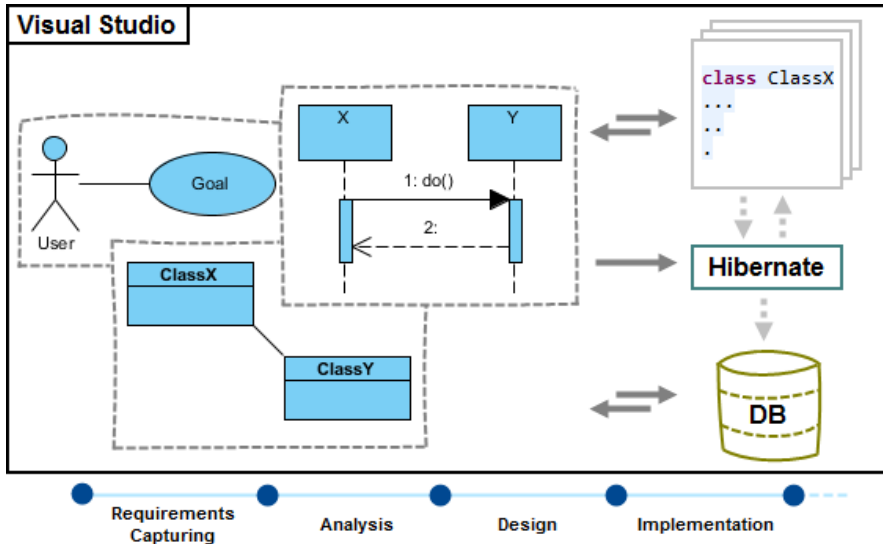 Visual Studio
class ClassX
...
..
.
X
Y
Goal
1: do()
User
2:
ClassX
Hibernate
ClassY
DB
Requirements
Capturing
Analysis
Design
Implementation